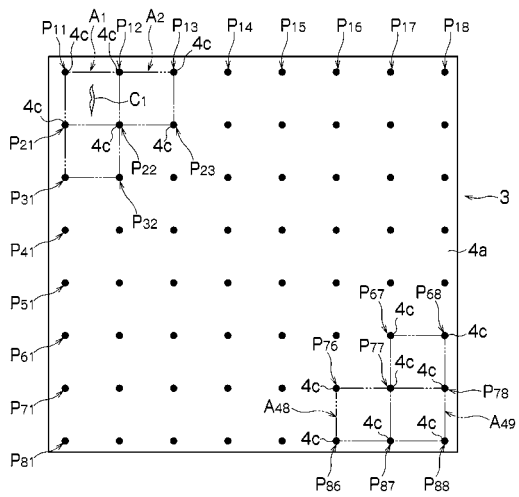 A1 A2
P11 4c 4c P12 P13 4c P14 P15 P16 P17 P18
4c C1
P21 4c 4c
P22 P23
P31 P32
3
P41 4a
P51
P67 P68
4c 4c
P61
P76 P77 4c
P71 4c 4c P78
A48 A49
4c 4c 4c
P81
P86 P87 P88